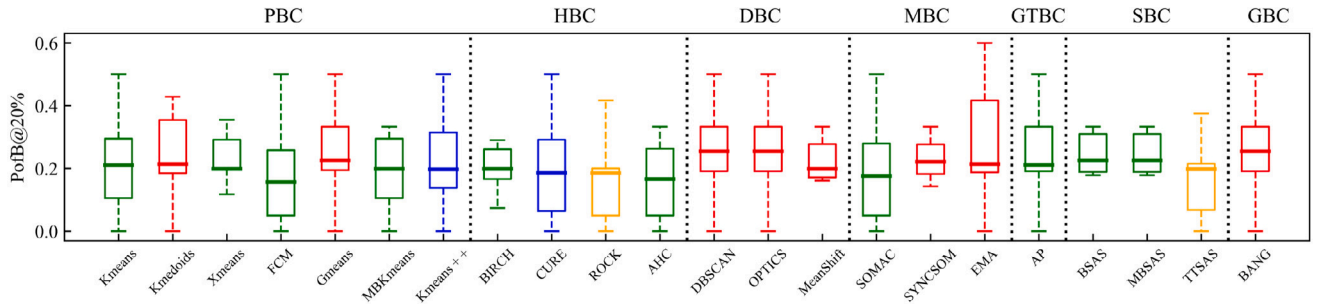 PBC HBC DBC MBC GTBC SBC GBC
PofB@20%
0.6
0.4
0.2
0.0
Kmeans Kmedoids Xmeans FCM Gmeans MBKmeans Kmeans++ BIRCH CURE ROCK AHC DBSCAN OPTICS MeanShift SOMAC SYNCSOM EMA AP BSAS MBSAS TTSAS BANG